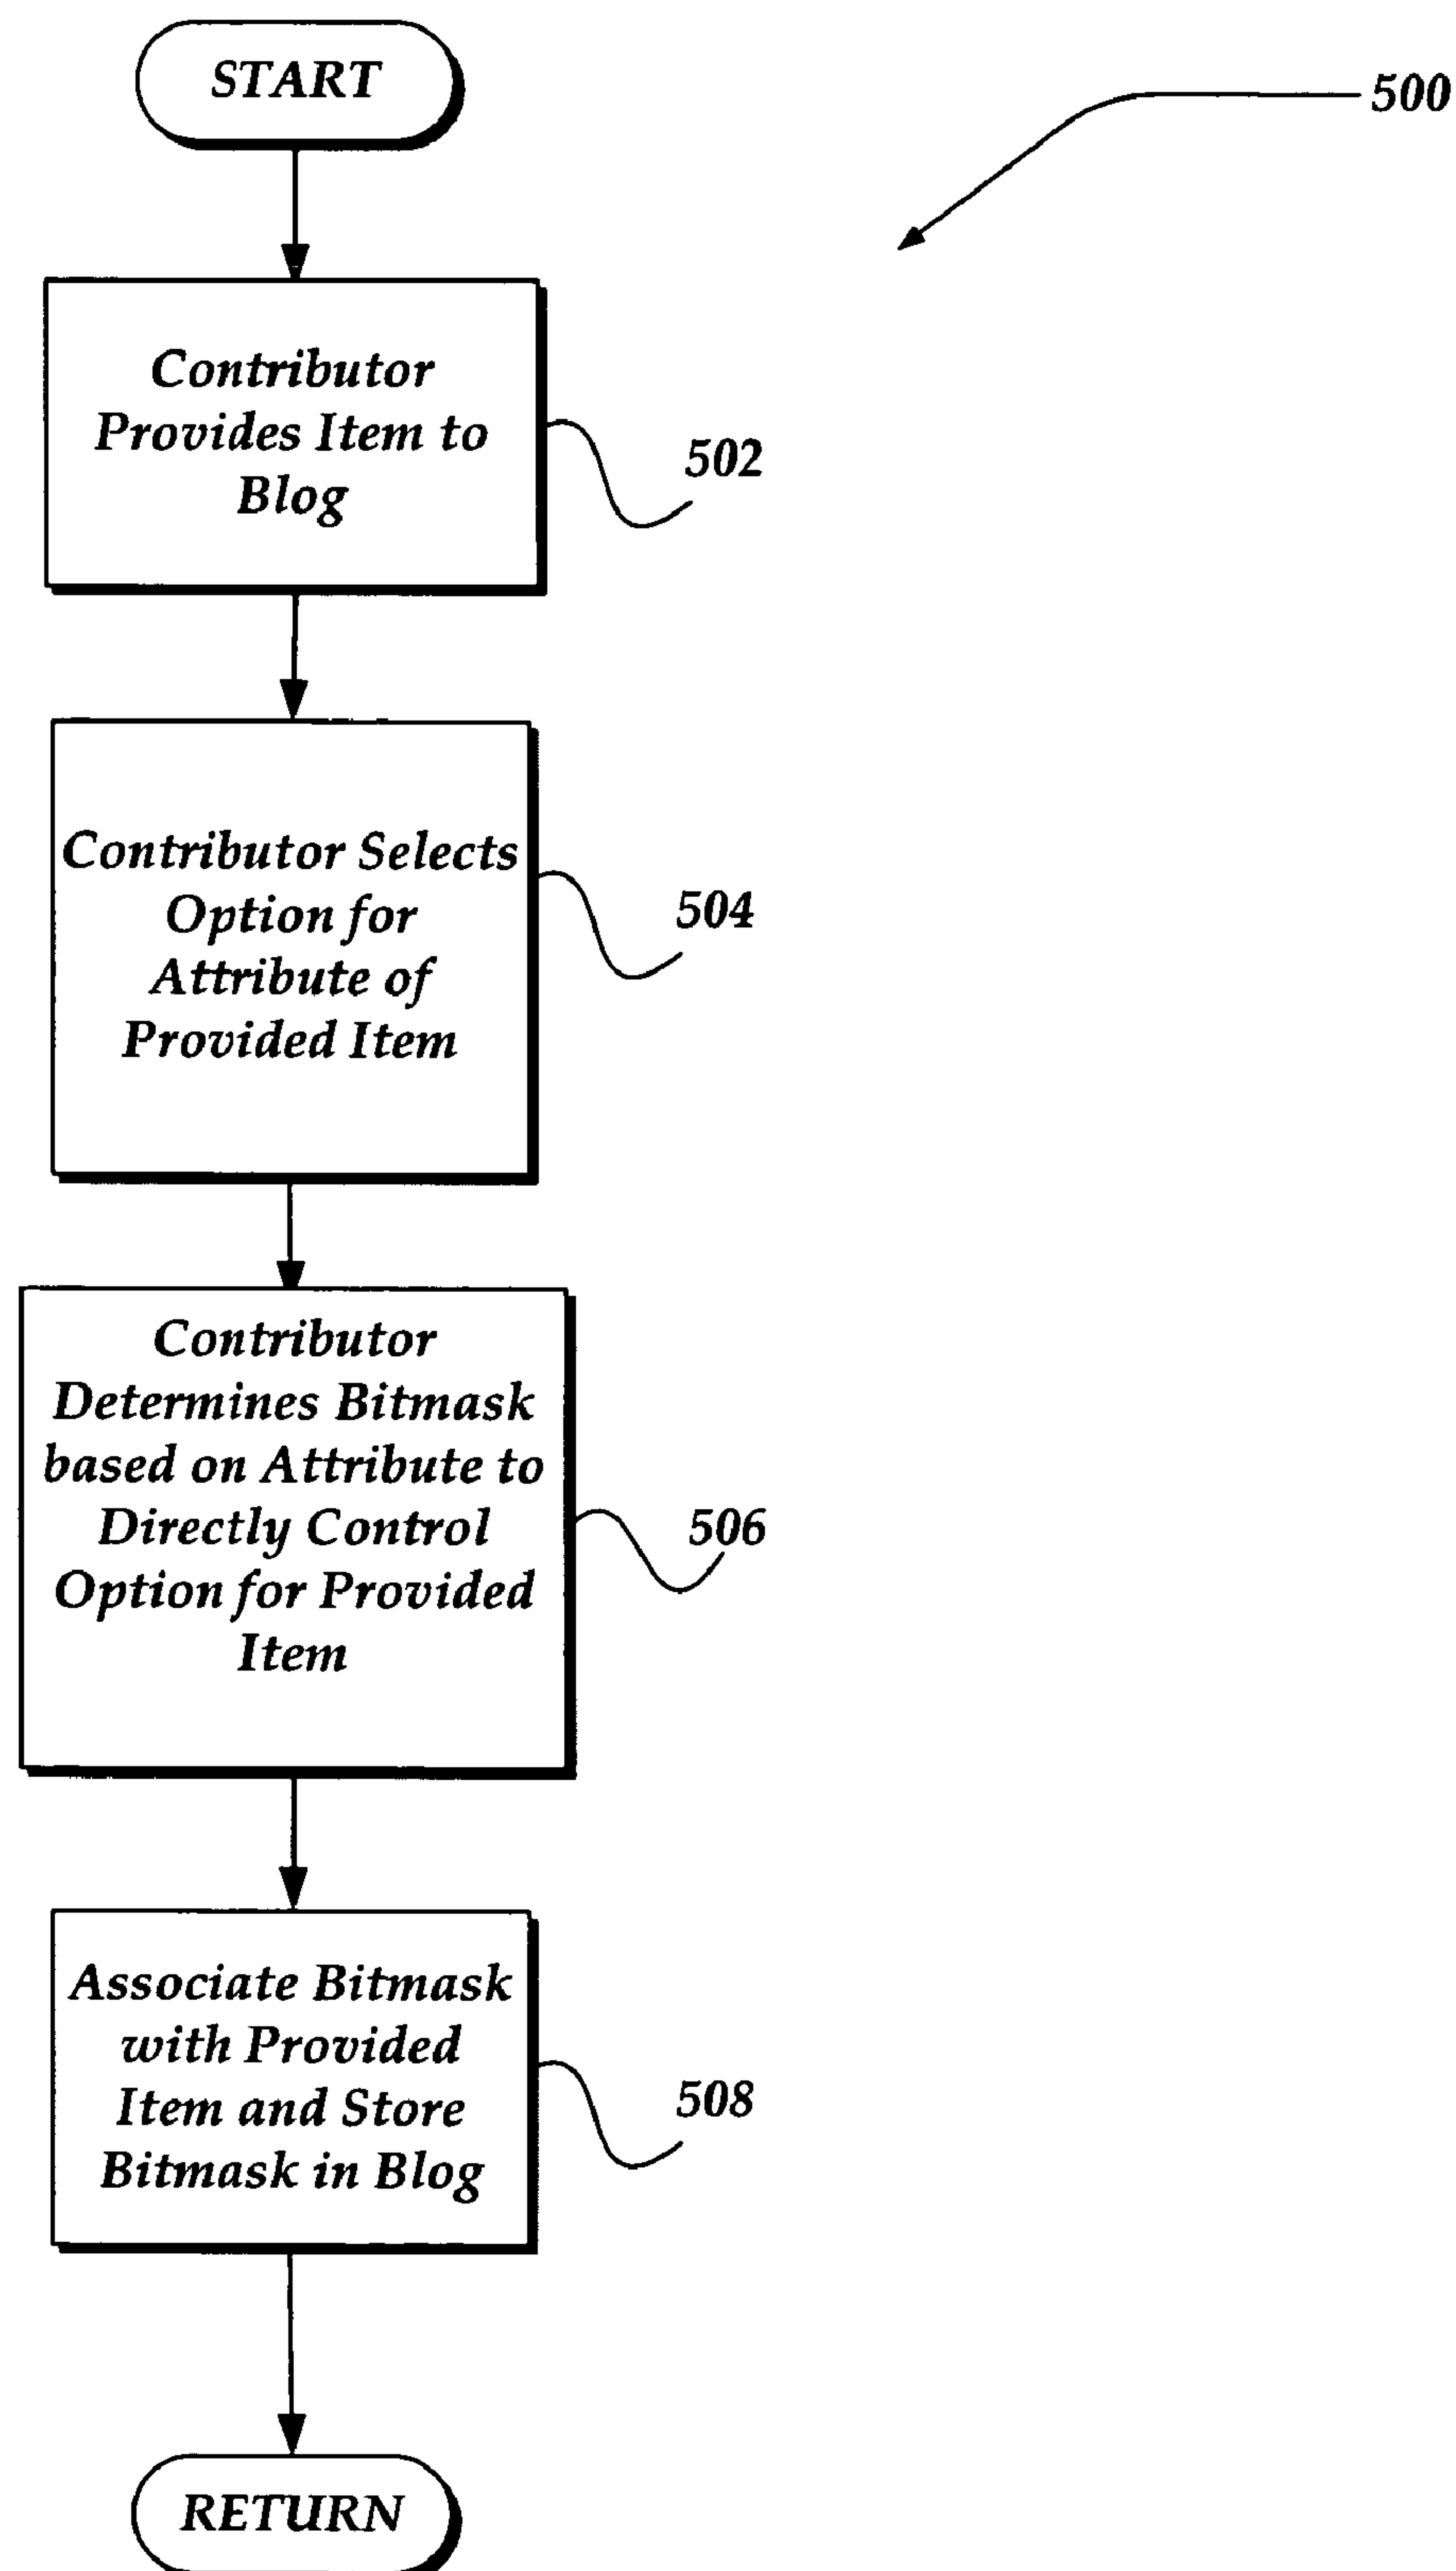 START
500
Contributor
Provides Item to
Blog
502
Contributor Selects
Option for
Attribute of
Provided Item
504
Contributor
Determines Bitmask
based on Attribute to
Directly Control
Option for Provided
Item
506
Associate Bitmask
with Provided
Item and Store
Bitmask in Blog
508
RETURN